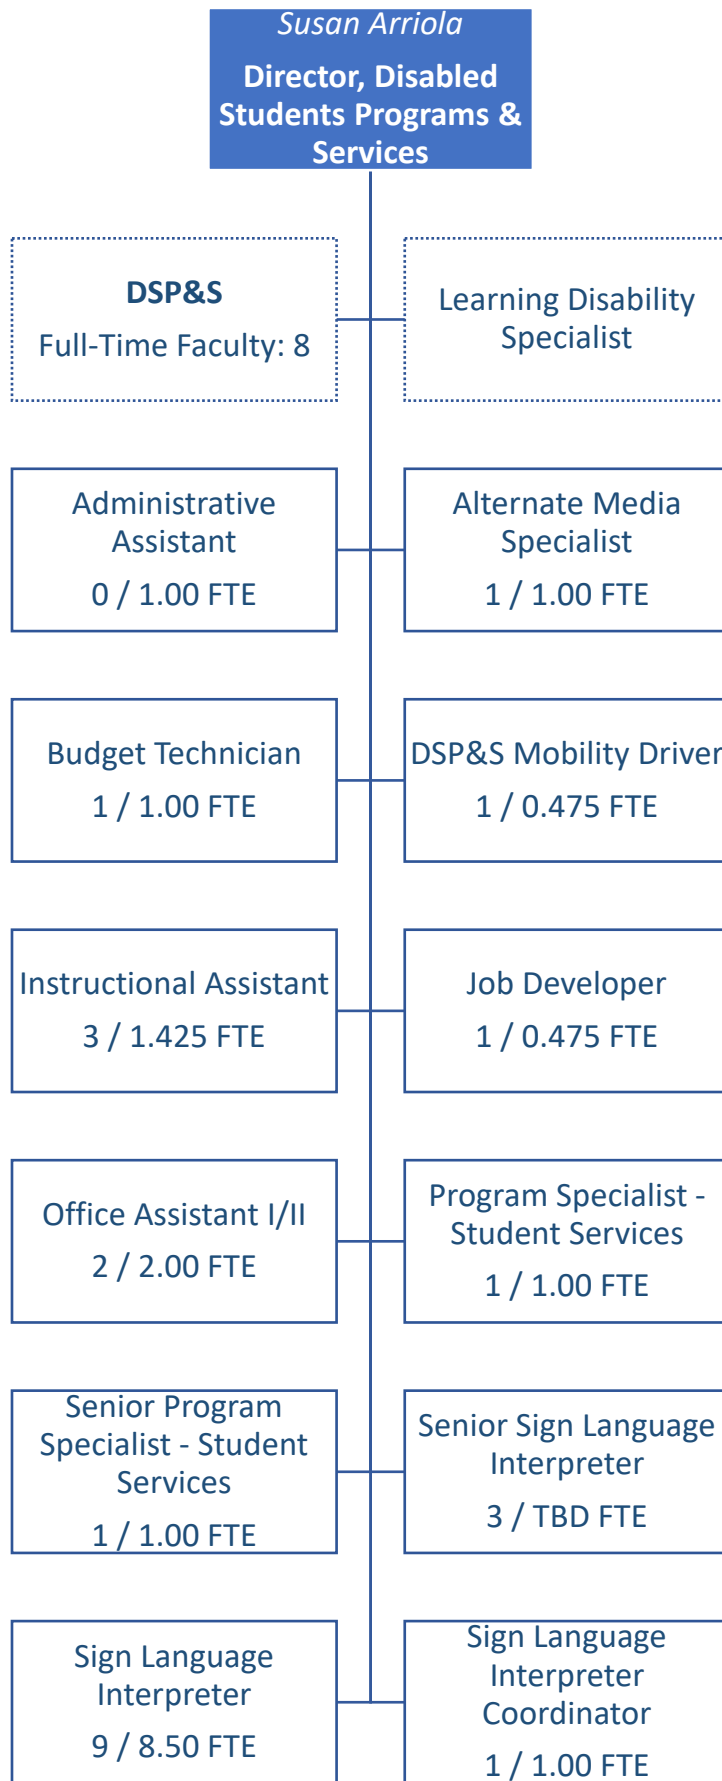 Susan Arriola
Director, Disabled
Students Programs &
Services
DSP&S
Full-Time Faculty: 8
Learning Disability
Specialist
Administrative
Assistant
0 / 1.00 FTE
Alternate Media
Specialist
1 / 1.00 FTE
Budget Technician
1 / 1.00 FTE
DSP&S Mobility Driver
1 / 0.475 FTE
Instructional Assistant
3 / 1.425 FTE
Job Developer
1 / 0.475 FTE
Office Assistant I/II
2 / 2.00 FTE
Program Specialist -
Student Services
1 / 1.00 FTE
Senior Program
Specialist - Student
Services
1 / 1.00 FTE
Senior Sign Language
Interpreter
3 / TBD FTE
Sign Language
Interpreter
9 / 8.50 FTE
Sign Language
Interpreter
Coordinator
1 / 1.00 FTE